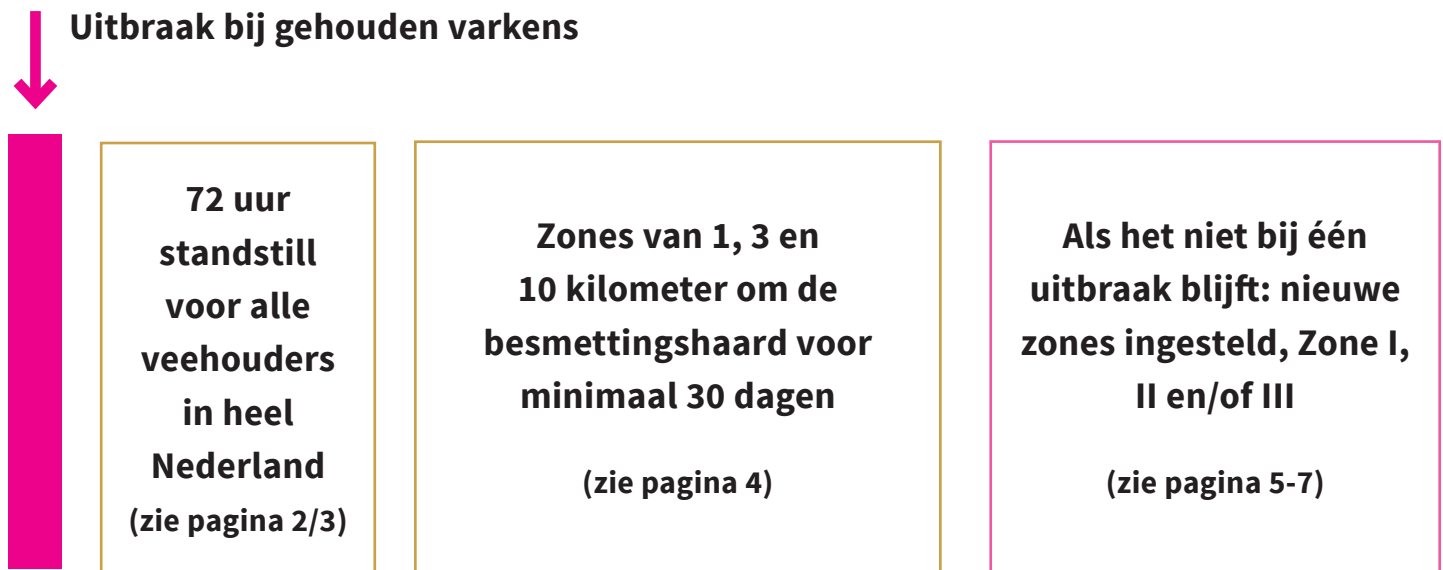 Uitbraak bij gehouden varkens
72 uur
standstill
voor alle
veehouders
in heel
Nederland
(zie pagina 2/3)
Zones van 1, 3 en
10 kilometer om de
besmettingshaard voor
minimaal 30 dagen
(zie pagina 4)
Als het niet bij één
uitbraak blijft: nieuwe
zones ingesteld, Zone I,
II en/of III
(zie pagina 5-7)